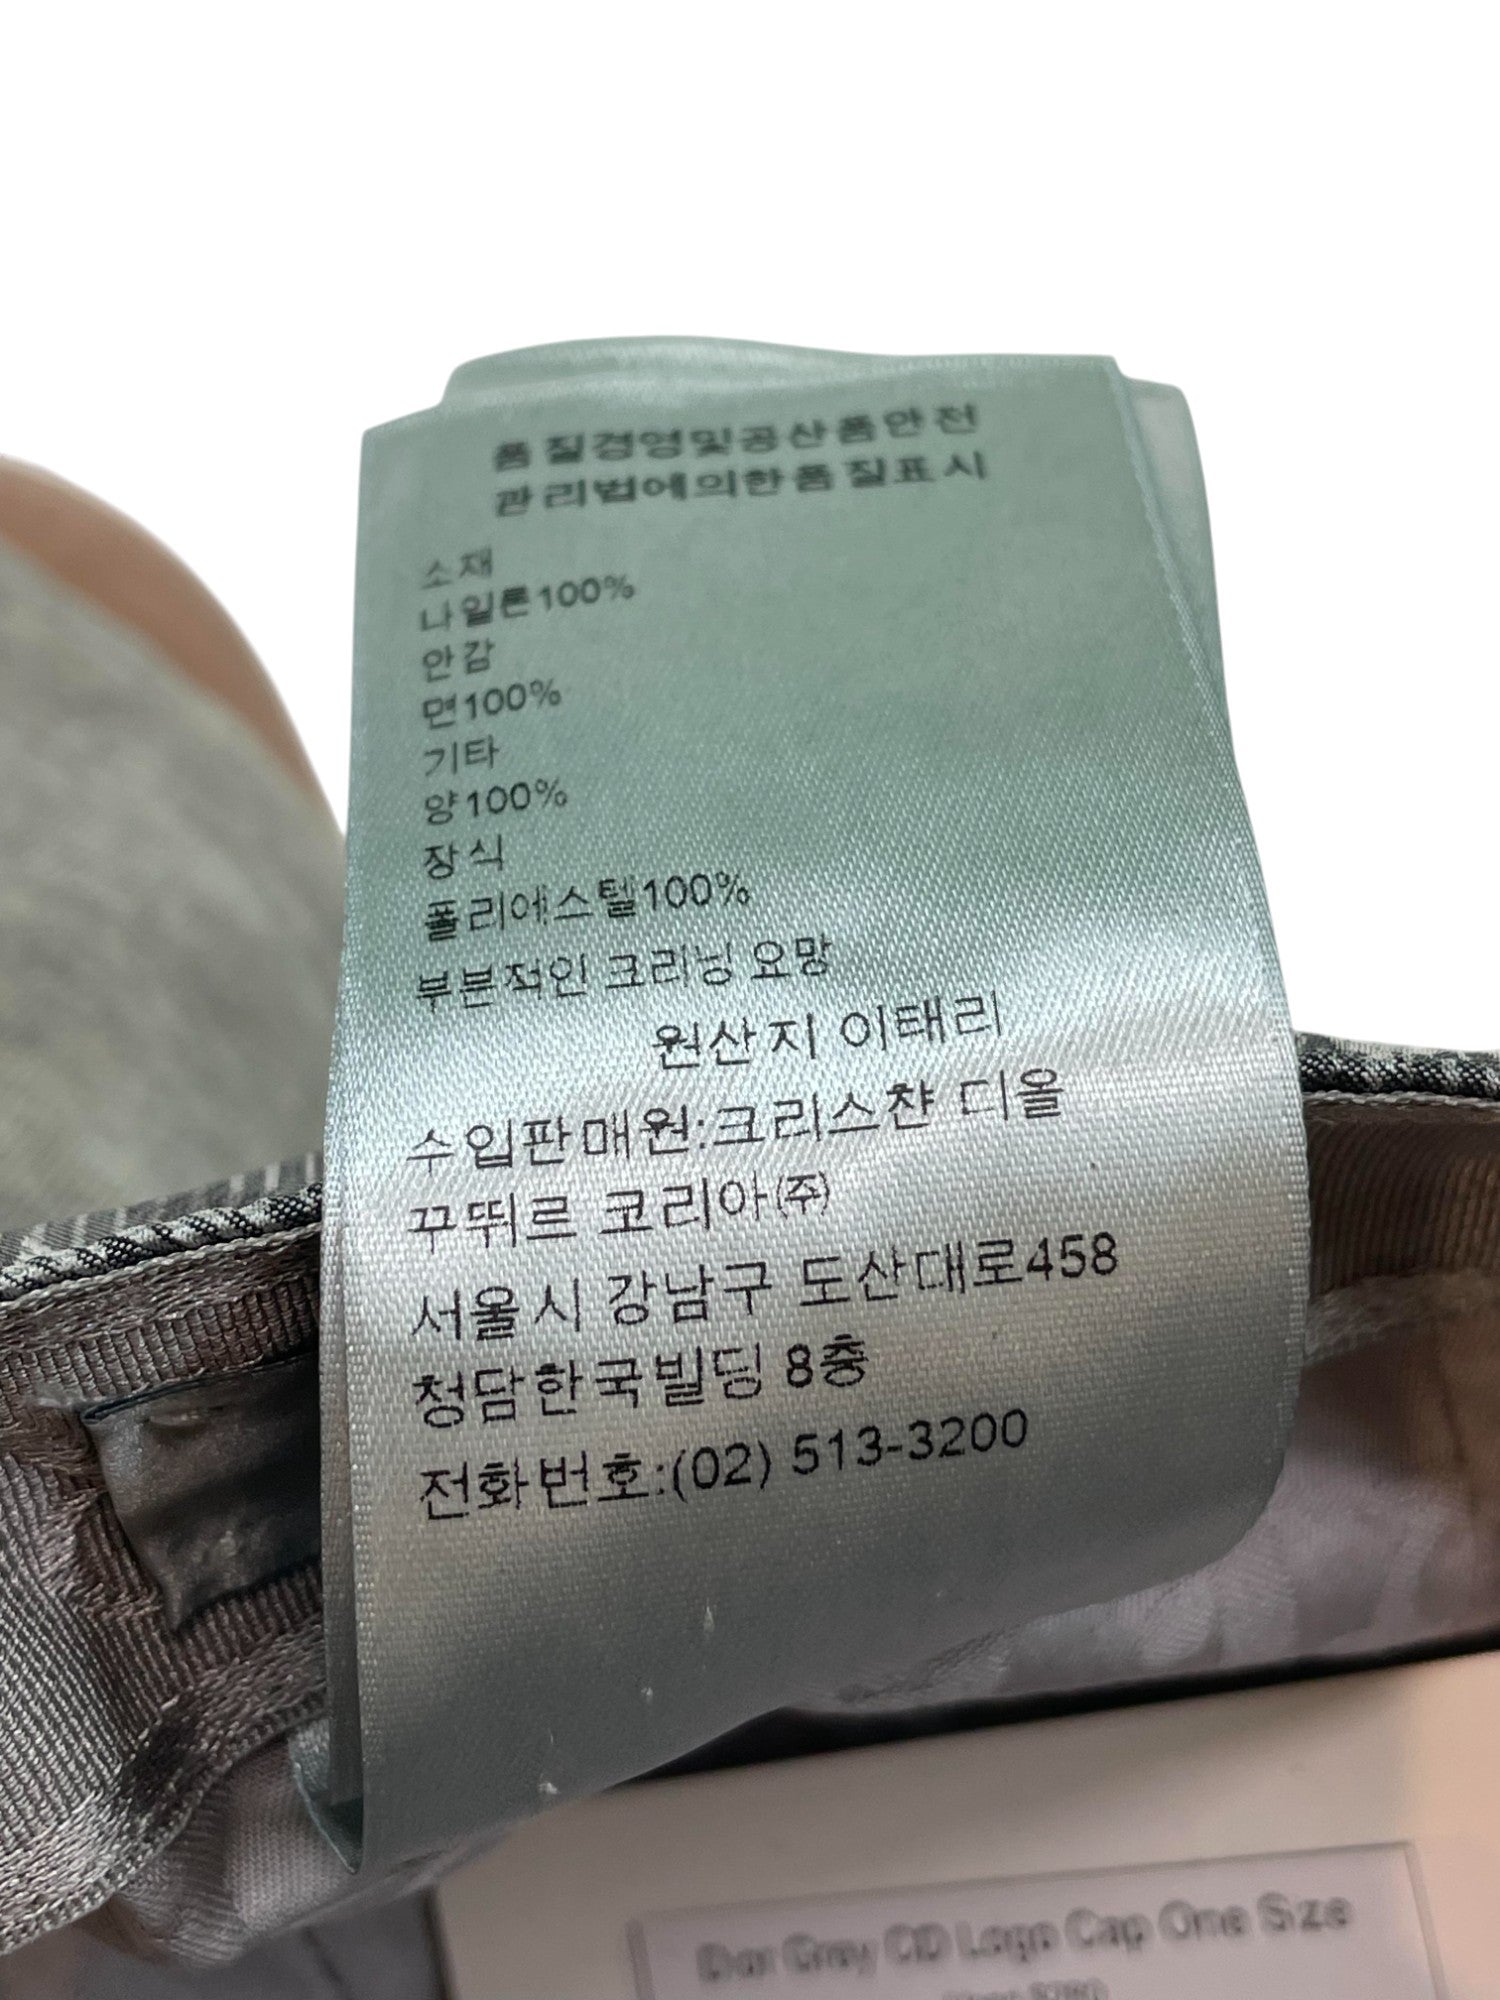 품질경영및공산품안전
관리법에의한품질표시
소재
나일론100%
안감
면100%
기타
양100%
장식
폴리에스텔100%
부분적인 크리닝 요망
원산지 이태리
수입판매원:크리스챤 디올
꾸뛰르 코리아㈜
서울시 강남구 도산대로458
청담한국빌딩 8층
전화번호:(02) 513-3200
Dior Grey CD Logo Cap One Size